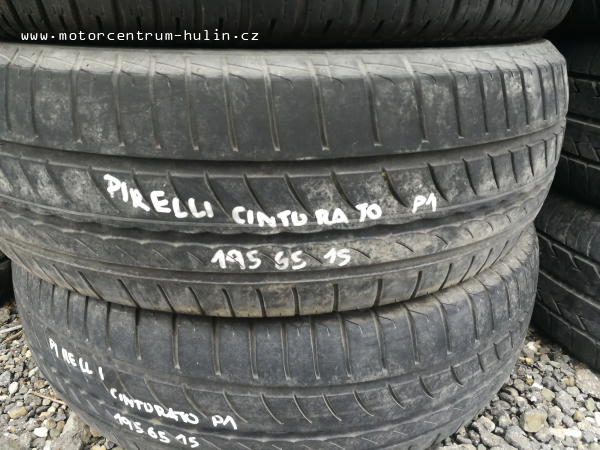 www.motorcentrum-hulin.cz
PIRELLI CINTURATO P1
195 65 15
PIRELLI CINTURATO P1
195 65 15